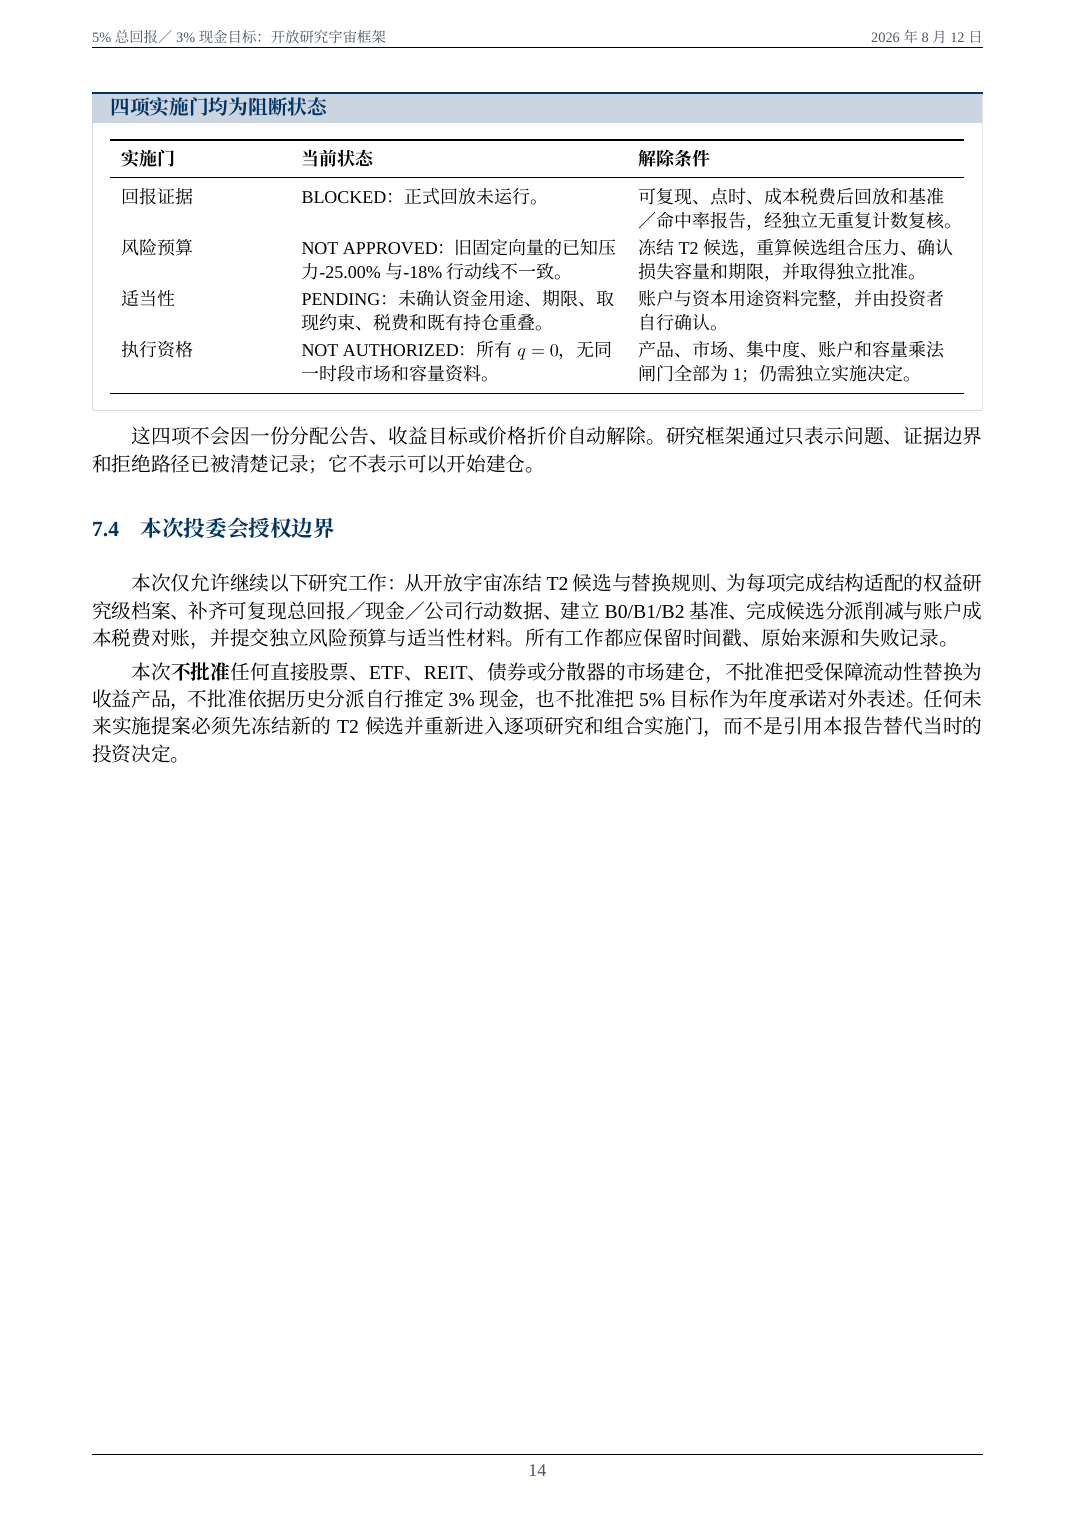 5% 总回报／ 3% 现金目标：开放研究宇宙框架
2026 年 8 月 12 日
四项实施门均为阻断状态
实施门
当前状态
解除条件
回报证据
BLOCKED：正式回放未运行。
可复现、点时、成本税费后回放和基准
／命中率报告，经独立无重复计数复核。
风险预算
NOT APPROVED：旧固定向量的已知压
力-25.00% 与-18% 行动线不一致。
冻结 T2 候选，重算候选组合压力、确认
损失容量和期限，并取得独立批准。
适当性
PENDING：未确认资金用途、期限、取
现约束、税费和既有持仓重叠。
账户与资本用途资料完整，并由投资者
自行确认。
执行资格
NOT AUTHORIZED：所有 q = 0，无同
一时段市场和容量资料。
产品、市场、集中度、账户和容量乘法
闸门全部为 1；仍需独立实施决定。
这四项不会因一份分配公告、收益目标或价格折价自动解除。研究框架通过只表示问题、证据边界
和拒绝路径已被清楚记录；它不表示可以开始建仓。
7.4 本次投委会授权边界
本次仅允许继续以下研究工作：从开放宇宙冻结 T2 候选与替换规则、为每项完成结构适配的权益研
究级档案、补齐可复现总回报／现金／公司行动数据、建立 B0/B1/B2 基准、完成候选分派削减与账户成
本税费对账，并提交独立风险预算与适当性材料。所有工作都应保留时间戳、原始来源和失败记录。
本次不批准任何直接股票、ETF、REIT、债券或分散器的市场建仓，不批准把受保障流动性替换为
收益产品，不批准依据历史分派自行推定 3% 现金，也不批准把 5% 目标作为年度承诺对外表述。任何未
来实施提案必须先冻结新的 T2 候选并重新进入逐项研究和组合实施门，而不是引用本报告替代当时的
投资决定。
14